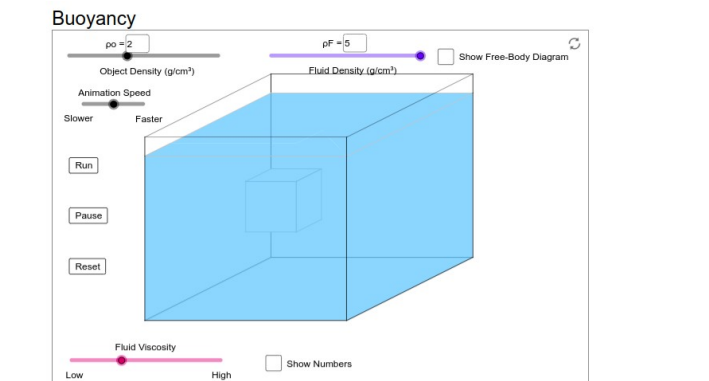 Buoyancy
ρo = 2
ρF = 5
Show Free-Body Diagram
Object Density (g/cm³)
Fluid Density (g/cm³)
Animation Speed
Slower Faster
Run
Pause
Reset
Fluid Viscosity
Show Numbers
Low High